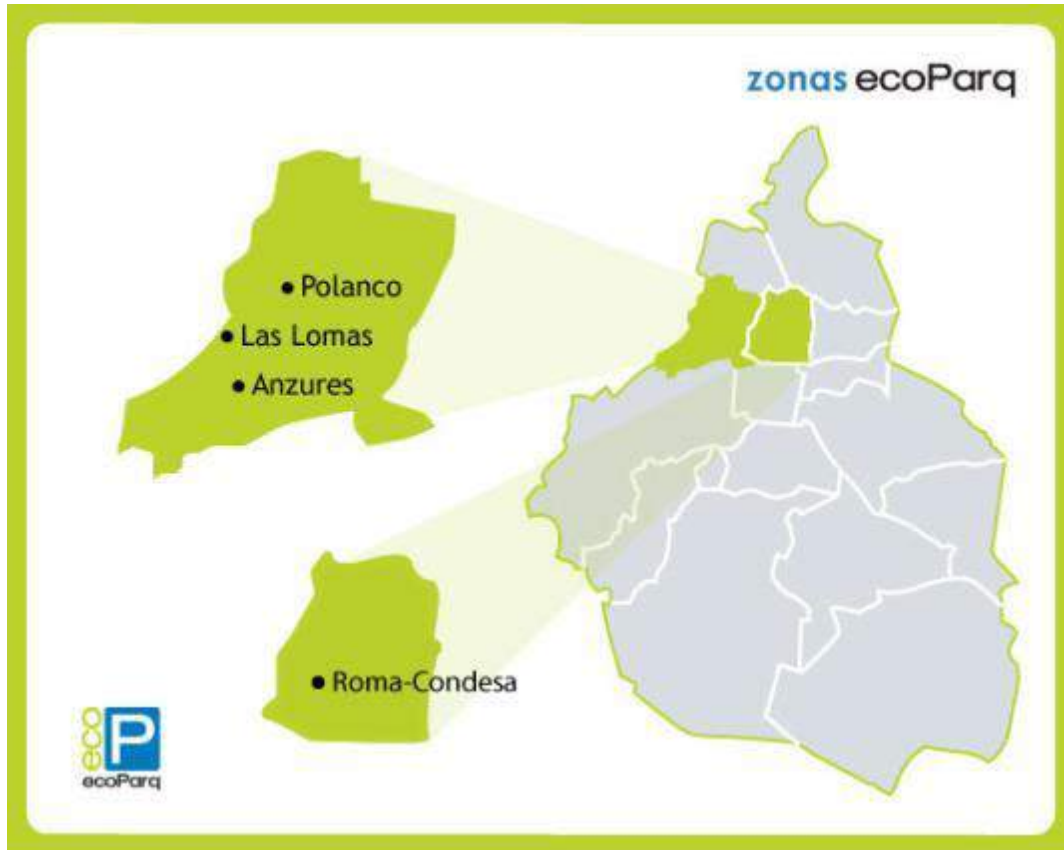 zonas ecoParq
Polanco
Las Lomas
Anzures
Roma-Condesa
eco
P
ecoParq